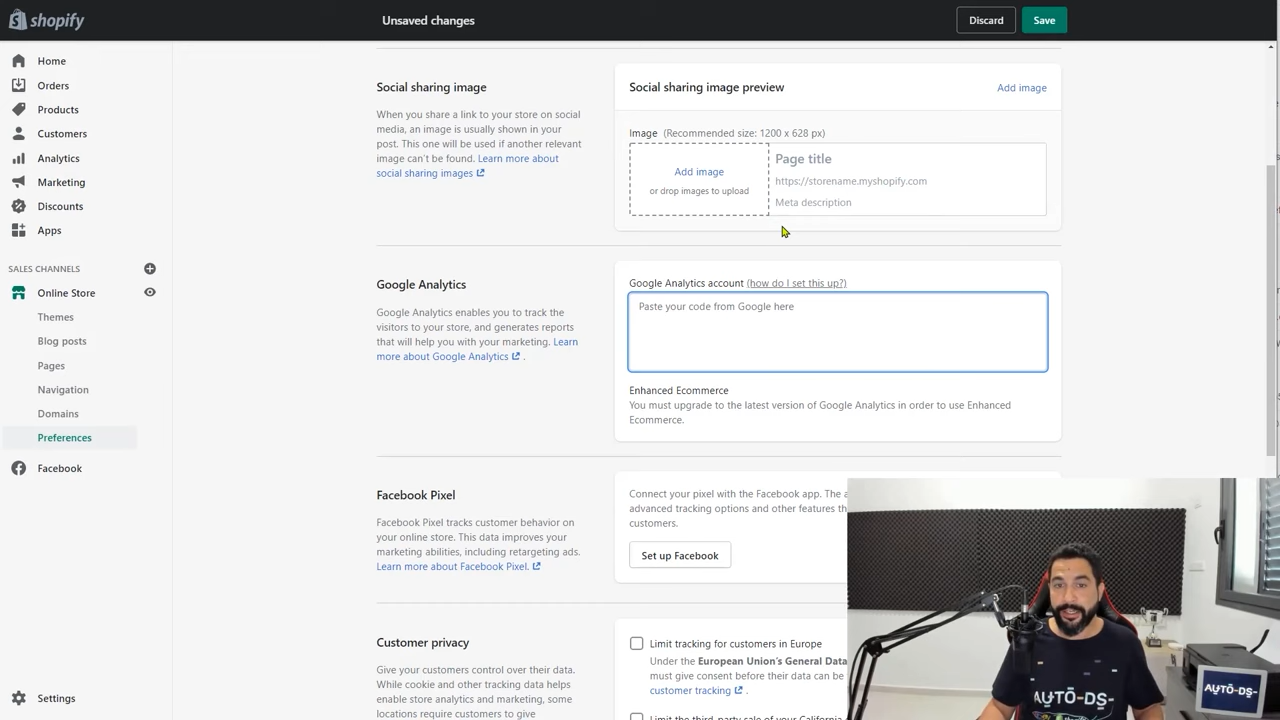 shopify
Unsaved changes
Discard
Save
Home
Orders
Products
Customers
Analytics
Marketing
Discounts
Apps
SALES CHANNELS
Online Store
Themes
Blog posts
Pages
Navigation
Domains
Preferences
Facebook
Settings
Social sharing image
When you share a link to your store on social
media, an image is usually shown in your
post. This one will be used if another relevant
image can't be found. Learn more about
social sharing images
Social sharing image preview
Add image
Image (Recommended size: 1200 x 628 px)
Add image
or drop images to upload
Page title
https://storename.myshopify.com
Meta description
Google Analytics
Google Analytics enables you to track the
visitors to your store, and generates reports
that will help you with your marketing. Learn
more about Google Analytics .
Google Analytics account (how do I set this up?)
Paste your code from Google here
Enhanced Ecommerce
You must upgrade to the latest version of Google Analytics in order to use Enhanced
Ecommerce.
Facebook Pixel
Facebook Pixel tracks customer behavior on
your online store. This data improves your
marketing abilities, including retargeting ads.
Learn more about Facebook Pixel.
Connect your pixel with the Facebook app. The
advanced tracking options and other features
customers.
Set up Facebook
Customer privacy
Give your customers control over their data.
While cookie and other tracking data helps
enable store analytics and marketing, some
locations require customers to give
Limit tracking for customers in Europe
Under the European Union's General Data
must give consent before their data can be
customer tracking .
Limit the third-party sale of your California
AUTO-DS-
AUTO-DS-